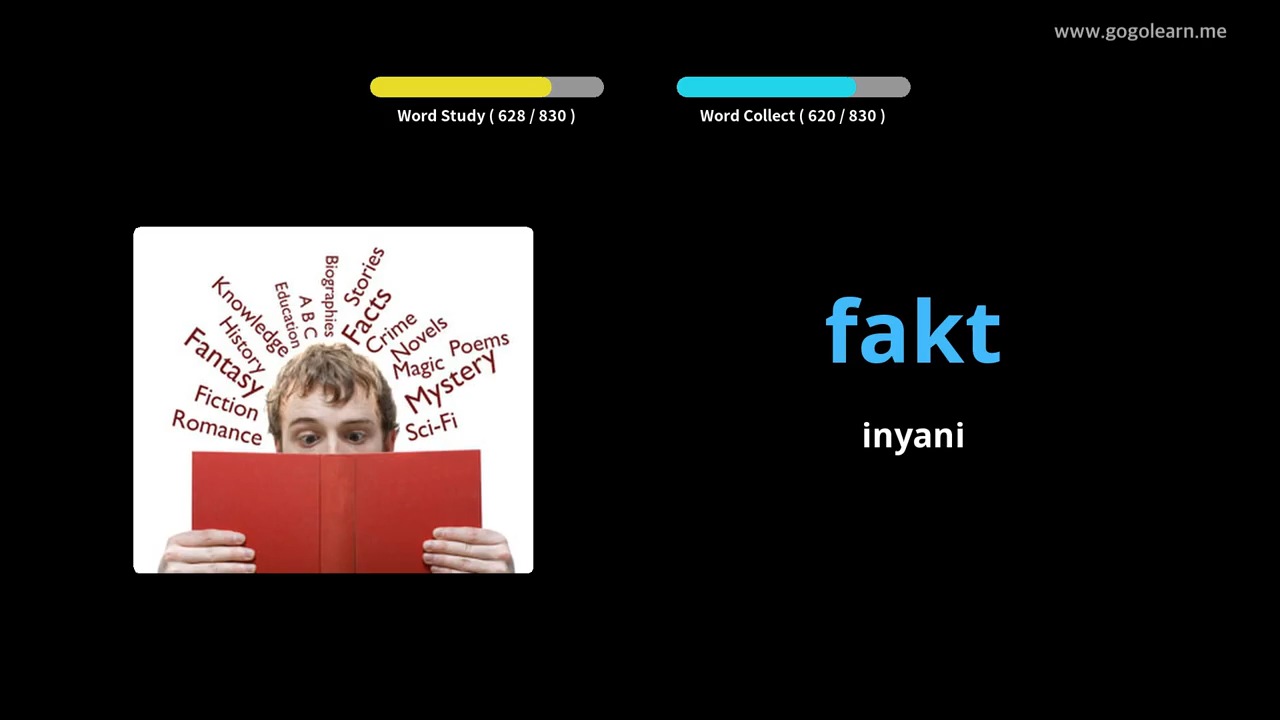 www.gogolearn.me
Word Study ( 628 / 830 )
Word Collect ( 620 / 830 )
Knowledge
Education
A B C
Biographies
Stories
Facts
History
Crime
Novels
Fantasy
Magic
Poems
Mystery
Fiction
Romance
Sci-Fi
fakt
inyani